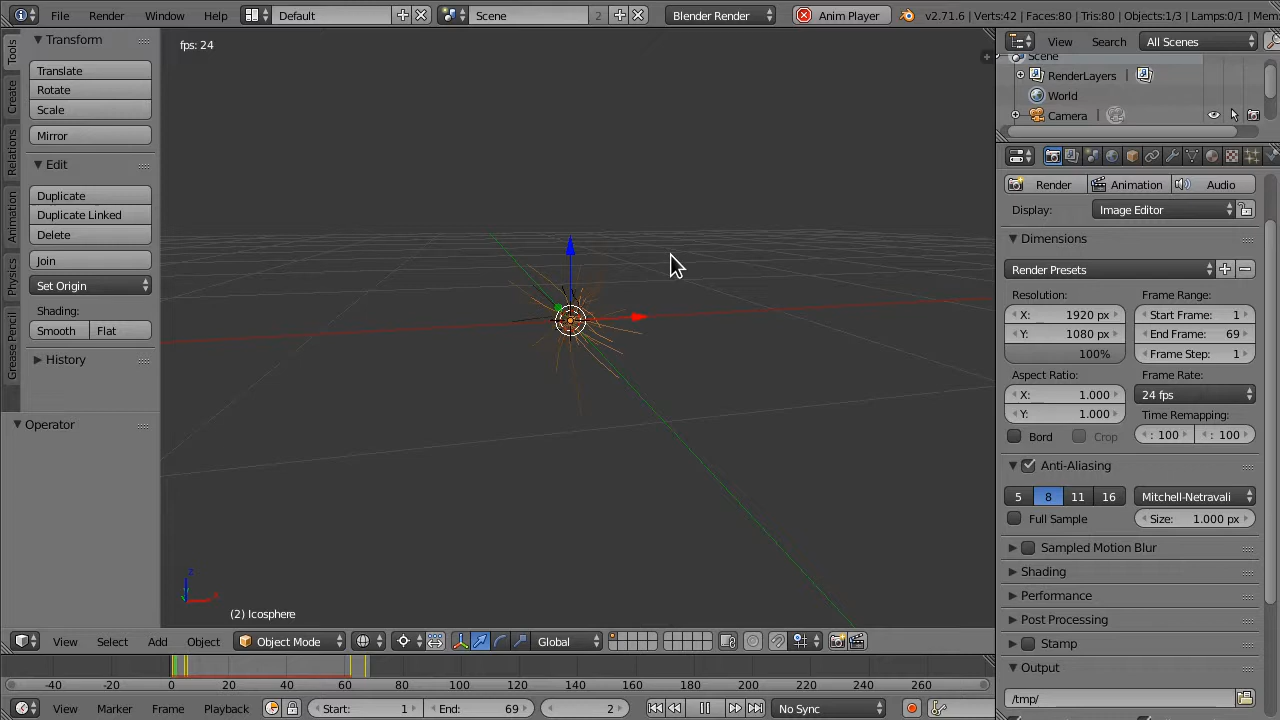 File Render Window Help Default Scene 2 Blender Render Anim Player v2.71.6 | Verts:42 | Faces:80 | Tris:80 | Objects:1/3 | Lamps:0/1 |
Tools
Create
Relations
Animation
Physics
Grease Pencil
Transform
Translate
Rotate
Scale
Mirror
Edit
Duplicate
Duplicate Linked
Delete
Join
Set Origin
Shading:
Smooth Flat
History
Operator
fps: 24
(2) Icosphere
View Select Add Object Object Mode Global
-40 -20 0 20 40 60 80 100 120 140 160 180 200 220 240 260
View Marker Frame Playback Start: 1 End: 69 2 No Sync
View Search All Scenes
Scene
RenderLayers
World
Camera
Render Animation Audio
Display: Image Editor
Dimensions
Render Presets
Resolution: Frame Range:
X: 1920 px Start Frame: 1
Y: 1080 px End Frame: 69
100% Frame Step: 1
Aspect Ratio: Frame Rate:
X: 1.000 24 fps
Y: 1.000 Time Remapping:
Bord Crop : 100 : 100
Anti-Aliasing
5 8 11 16 Mitchell-Netravali
Full Sample Size: 1.000 px
Sampled Motion Blur
Shading
Performance
Post Processing
Stamp
Output
/tmp/